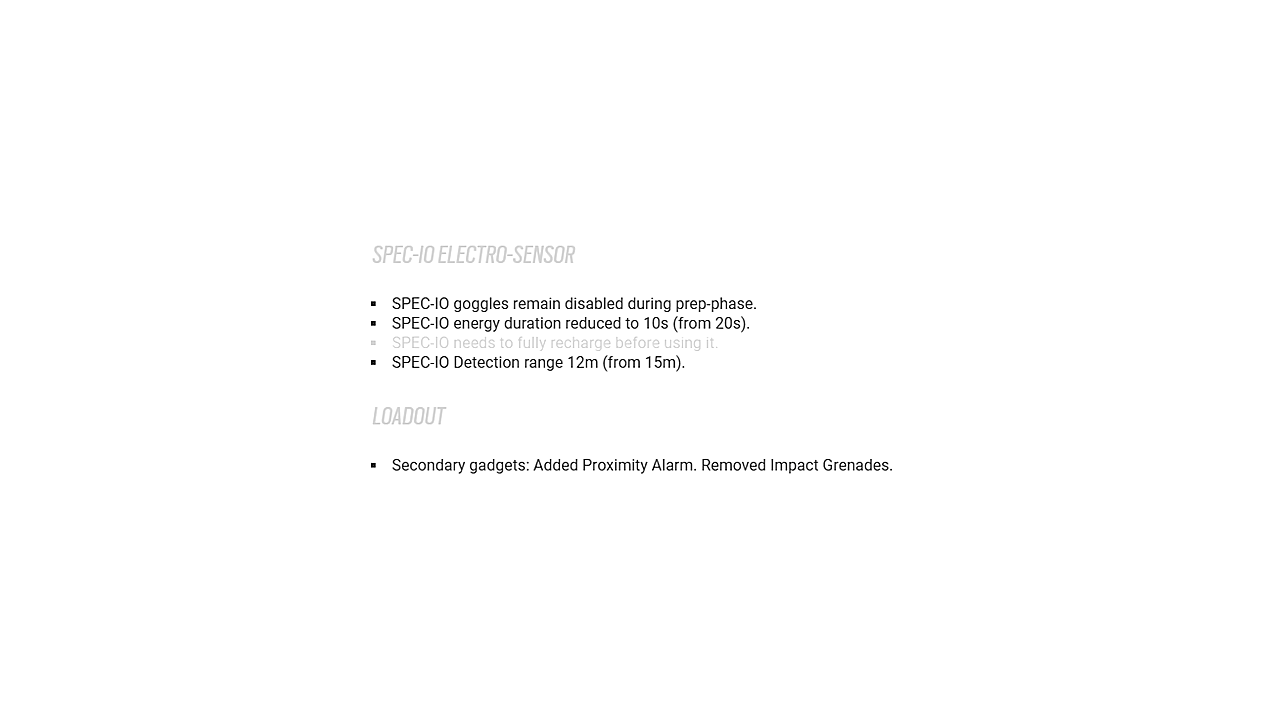 SPEC-IO ELECTRO-SENSOR
▪ SPEC-IO goggles remain disabled during prep-phase.
▪ SPEC-IO energy duration reduced to 10s (from 20s).
▪ SPEC-IO needs to fully recharge before using it.
▪ SPEC-IO Detection range 12m (from 15m).
LOADOUT
▪ Secondary gadgets: Added Proximity Alarm. Removed Impact Grenades.